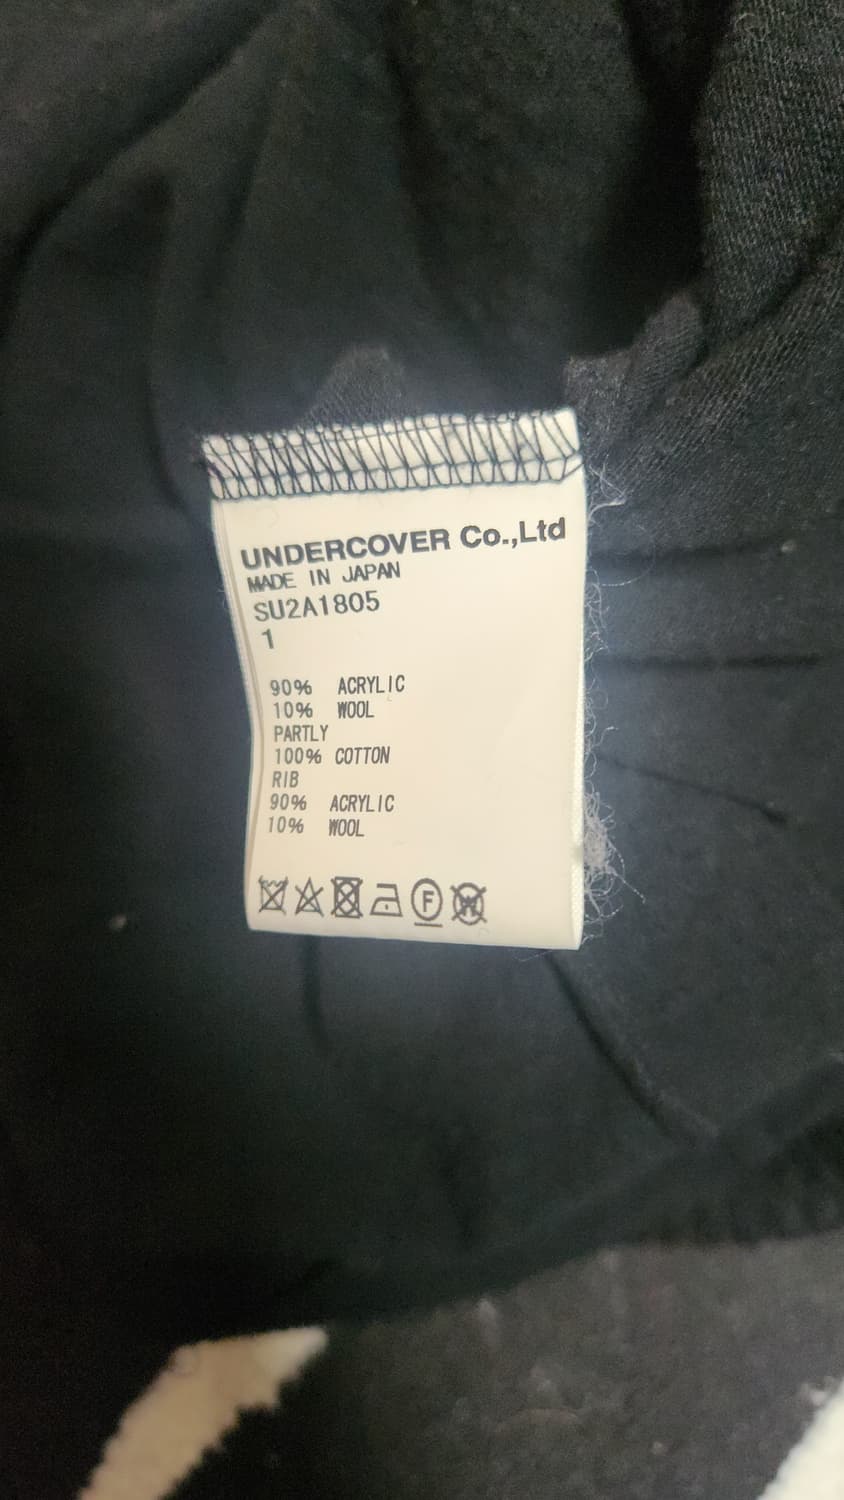 UNDERCOVER Co.,Ltd
MADE IN JAPAN
SU2A1805
1
90% ACRYLIC
10% WOOL
PARTLY
100% COTTON
RIB
90% ACRYLIC
10% WOOL
F W